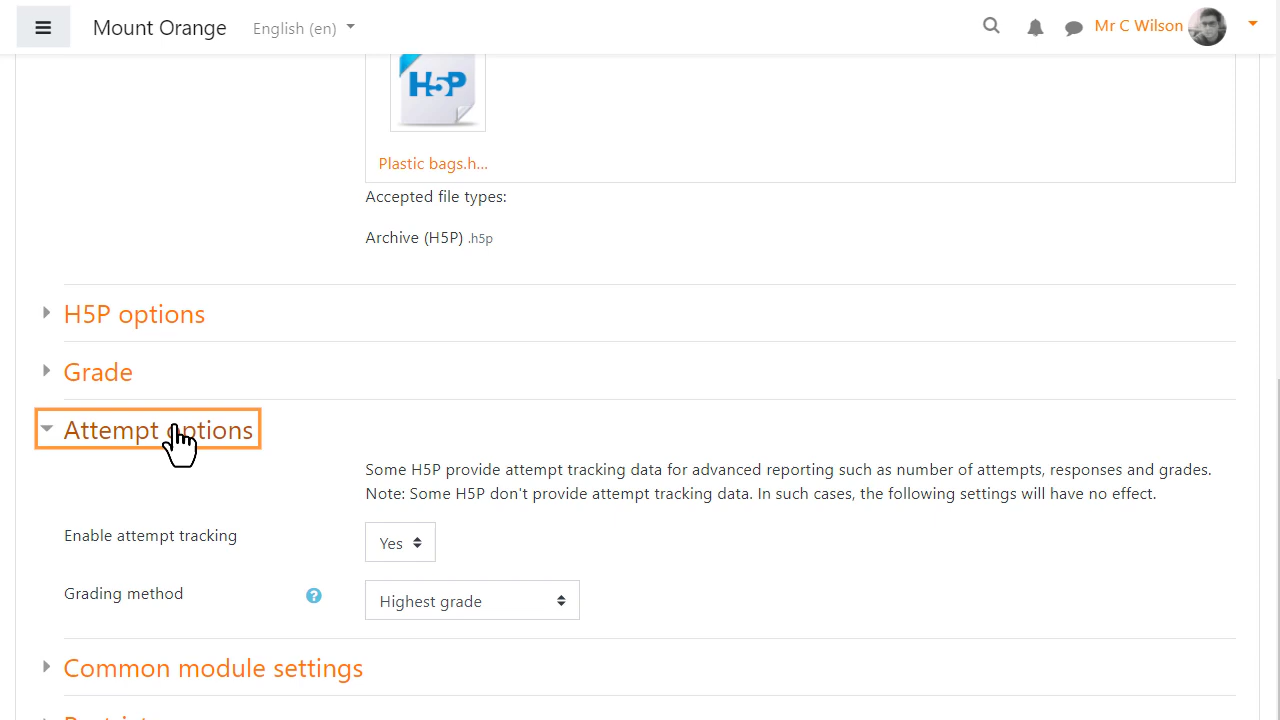 Mount Orange
English (en)
Mr C Wilson
H5P
Plastic bags.h...
Accepted file types:
Archive (H5P) .h5p
H5P options
Grade
Attempt options
Some H5P provide attempt tracking data for advanced reporting such as number of attempts, responses and grades.
Note: Some H5P don't provide attempt tracking data. In such cases, the following settings will have no effect.
Enable attempt tracking
Yes
Grading method
?
Highest grade
Common module settings